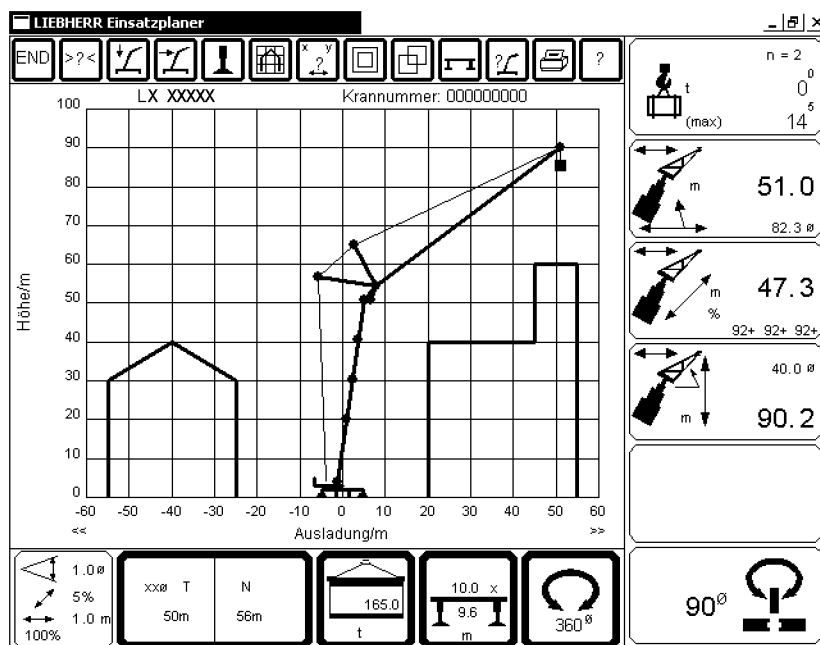 LIEBHERR Einsatzplaner
END >?< x y ? ? ?
LX XXXXX Krannummer: 000000000
100
90
80
70
60
50
40
30
20
10
0
Höhe/m
-60 -50 -40 -30 -20 -10 0 10 20 30 40 50 60
<< Ausladung/m >>
n = 2
t 0 0
(max) 14 5
m 51.0
82.3 ø
m 47.3
%
92+ 92+ 92+
40.0 ø
m 90.2
1.0 ø
5%
1.0 m
100%
xxø T N
50m 56m
165.0
t
10.0 x
9.6
m
360 ø
90 ø